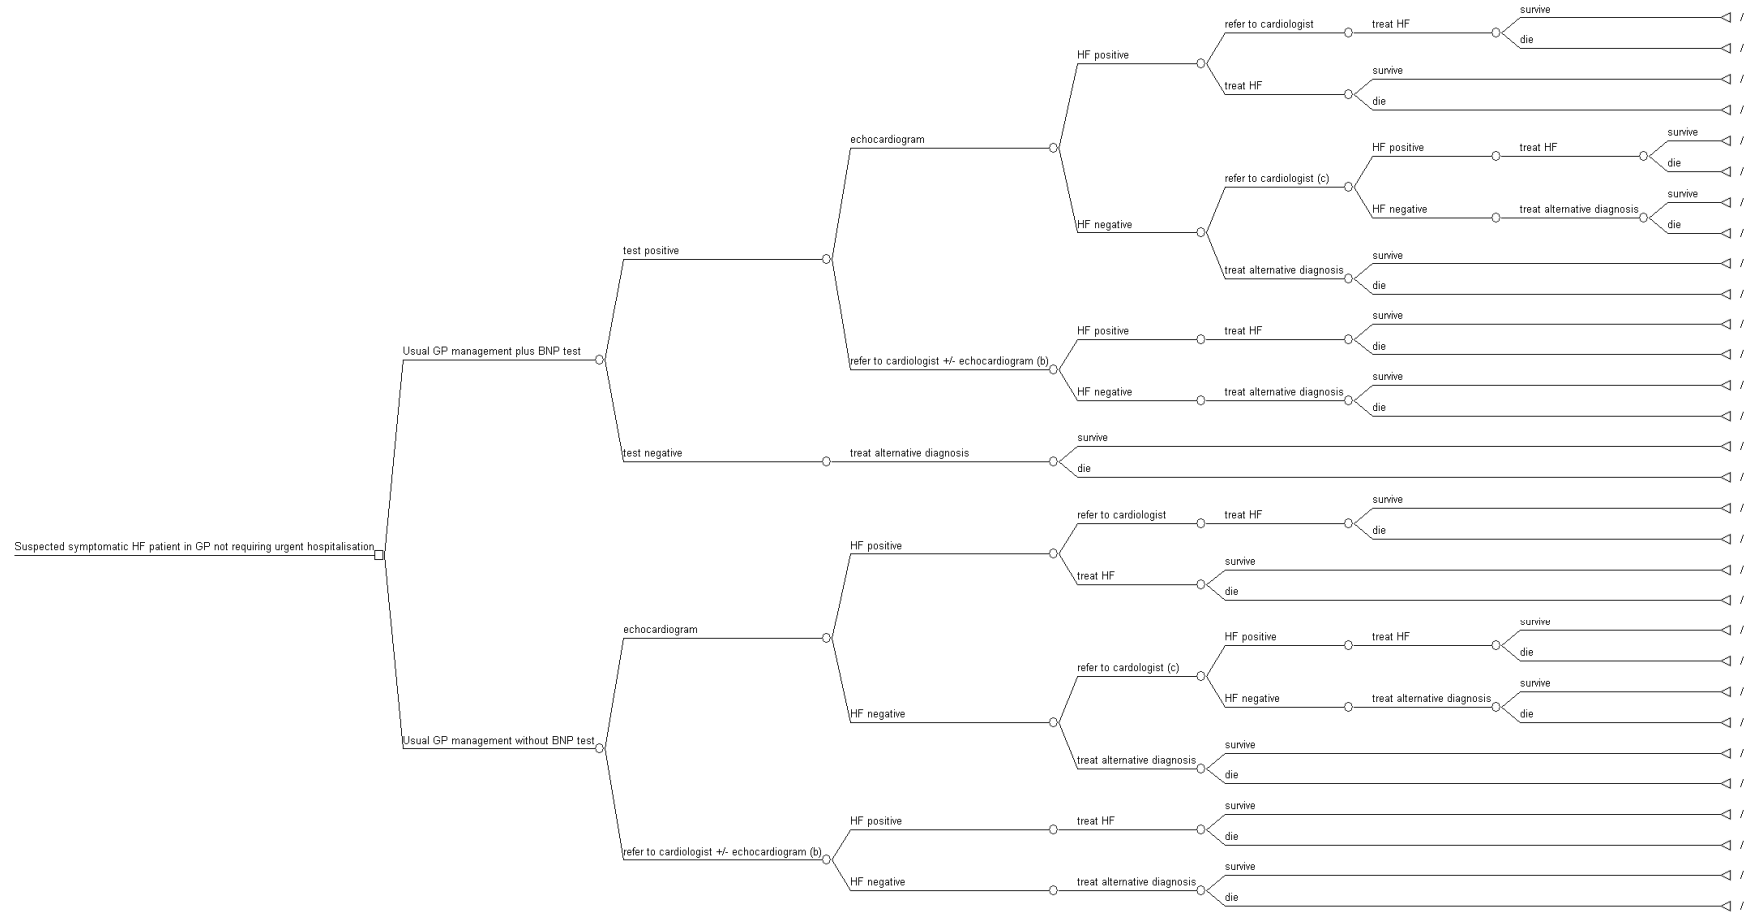 survive
refer to cardiologist treat HF
die
HF positive
survive
treat HF
die
survive
echocardiogram
HF positive treat HF
die
refer to cardiologist (c)
survive
HF negative treat alternative diagnosis
HF negative
die
test positive
survive
treat alternative diagnosis
die
survive
HF positive treat HF
die
Usual GP management plus BNP test
refer to cardiologist +/- echocardiogram (b)
survive
HF negative treat alternative diagnosis
die
survive
test negative treat alternative diagnosis
die
survive
refer to cardiologist treat HF
die
Suspected symptomatic HF patient in GP not requiring urgent hospitalisation
HF positive
survive
treat HF
die
survive
echocardiogram
HF positive treat HF
die
refer to cardologist (c)
survive
HF negative treat alternative diagnosis
HF negative
die
Usual GP management without BNP test
survive
treat alternative diagnosis
die
survive
HF positive treat HF
die
refer to cardiologist +/- echocardiogram (b)
survive
HF negative treat alternative diagnosis
die